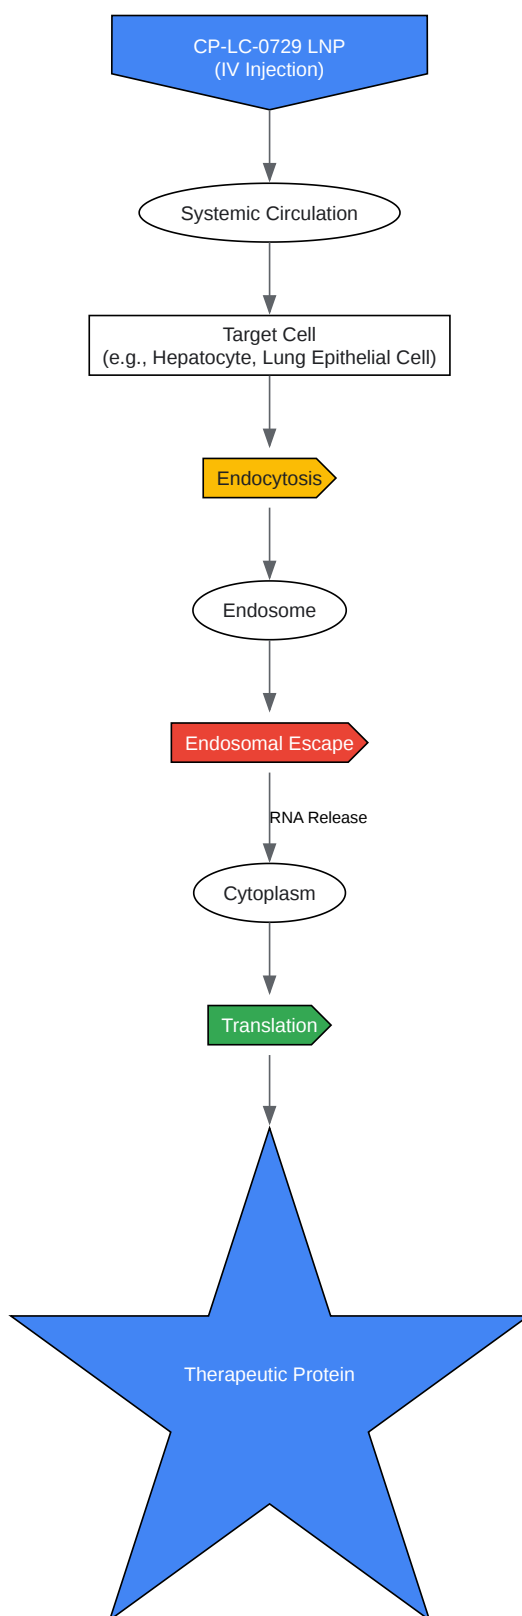 CP-LC-0729 LNP
(IV Injection)
Systemic Circulation
Target Cell
(e.g., Hepatocyte, Lung Epithelial Cell)
Endocytosis
Endosome
Endosomal Escape
RNA Release
Cytoplasm
Translation
Therapeutic Protein